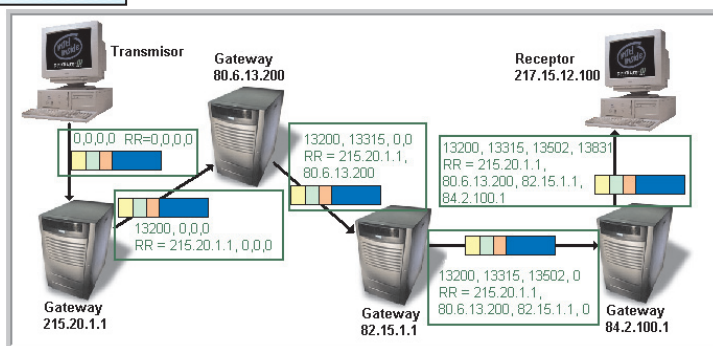 Transmisor
Gateway
80.6.13.200
Receptor
217.15.12.100
0,0,0,0 RR=0,0,0,0
13200, 13315, 0,0
RR = 215.20.1.1,
80.6.13.200
13200, 13315, 13502, 13831
RR = 215.20.1.1,
80.6.13.200, 82.15.1.1,
84.2.100.1
13200, 0,0,0
RR = 215.20.1.1, 0,0,0
13200, 13315, 13502, 0
RR = 215.20.1.1,
80.6.13.200, 82.15.1.1, 0
Gateway
215.20.1.1
Gateway
82.15.1.1
Gateway
84.2.100.1